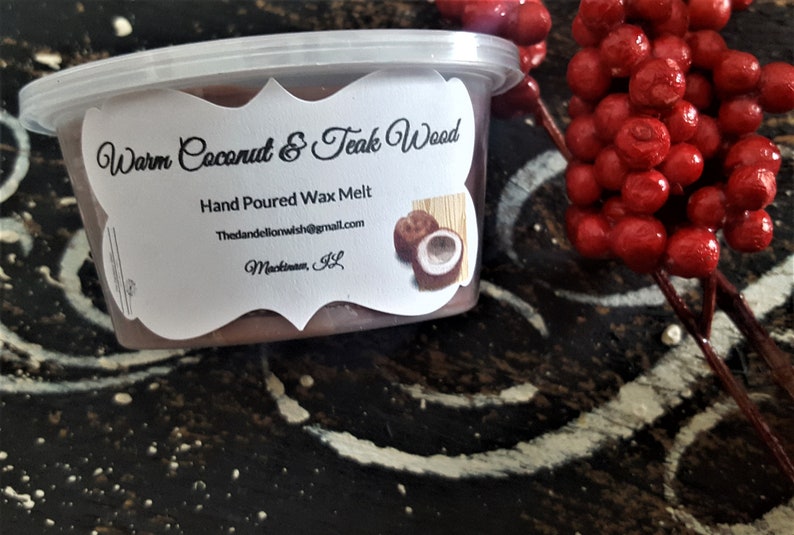 Warm Coconut & Teak Wood
Hand Poured Wax Melt
Thedandelionwish@gmail.com
Mackinaw, IL